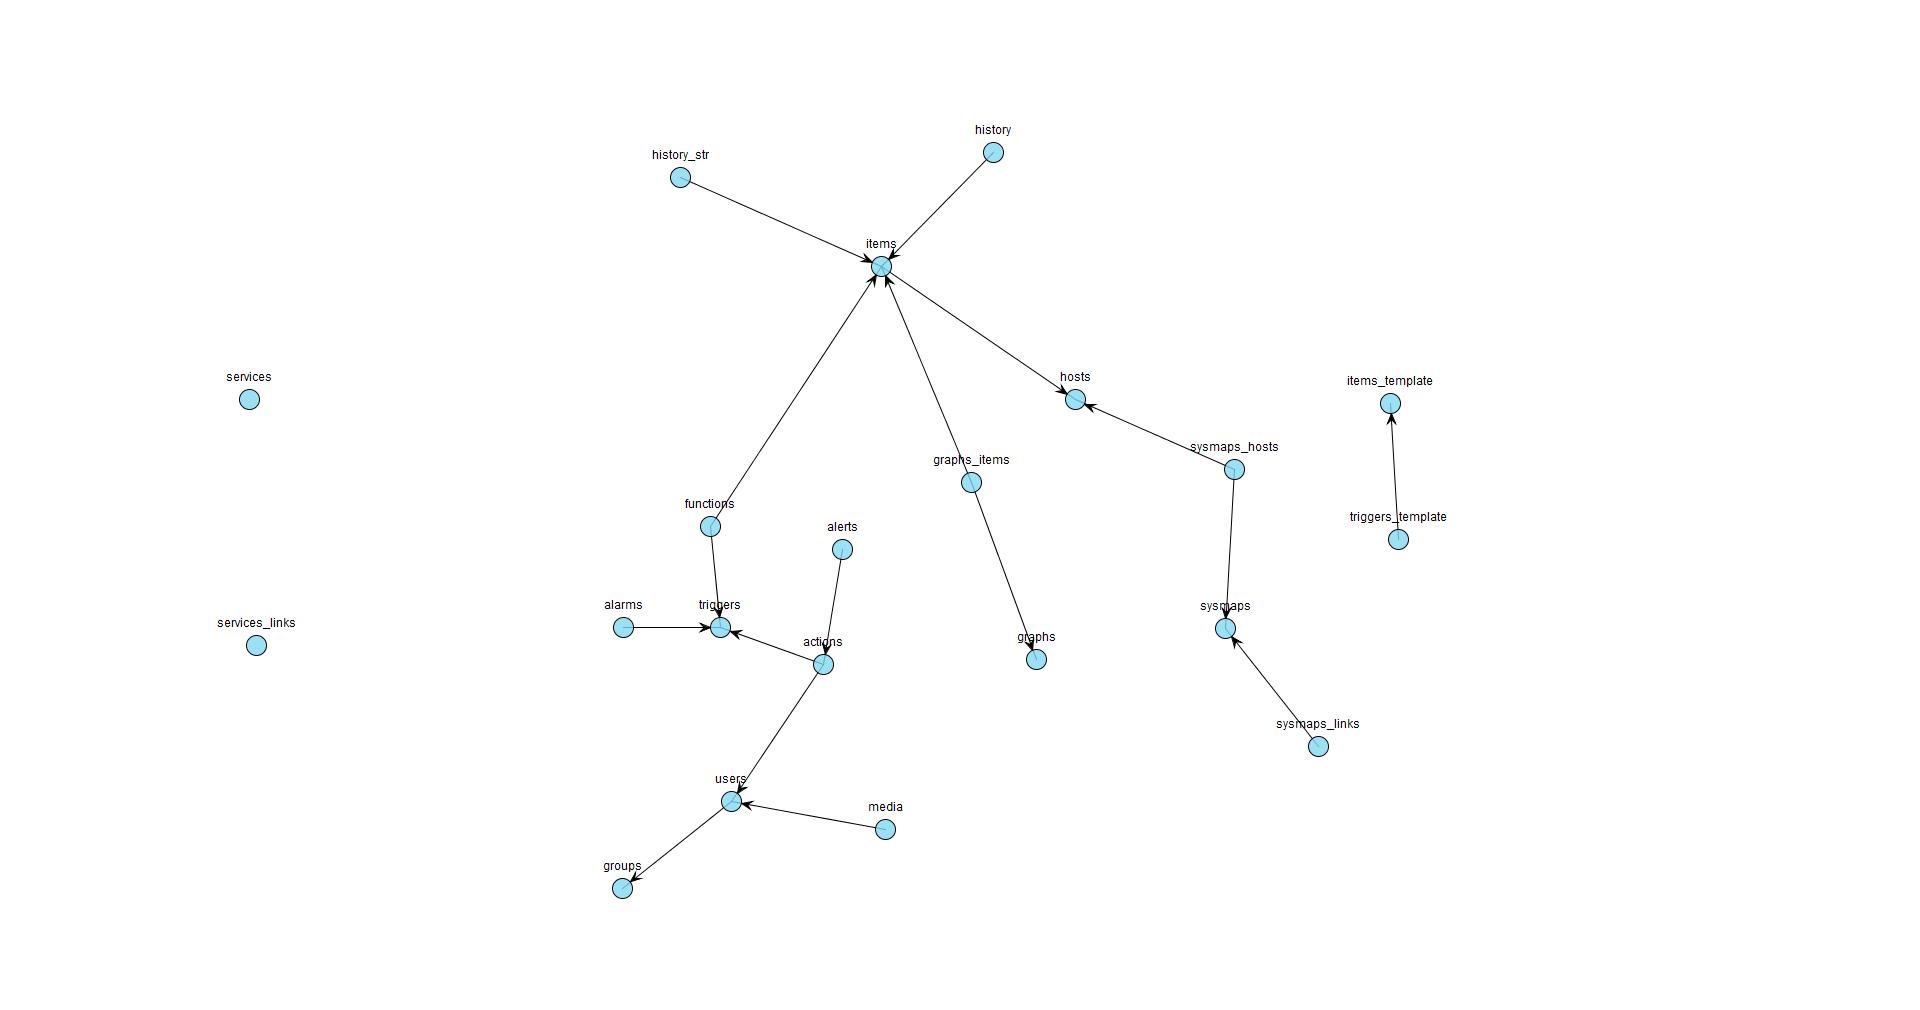 history
history_str
items
services
hosts
items_template
sysmaps_hosts
graphs_items
functions
triggers_template
alerts
alarms
triggers
sysmaps
services_links
graphs
actions
sysmaps_links
users
media
groups